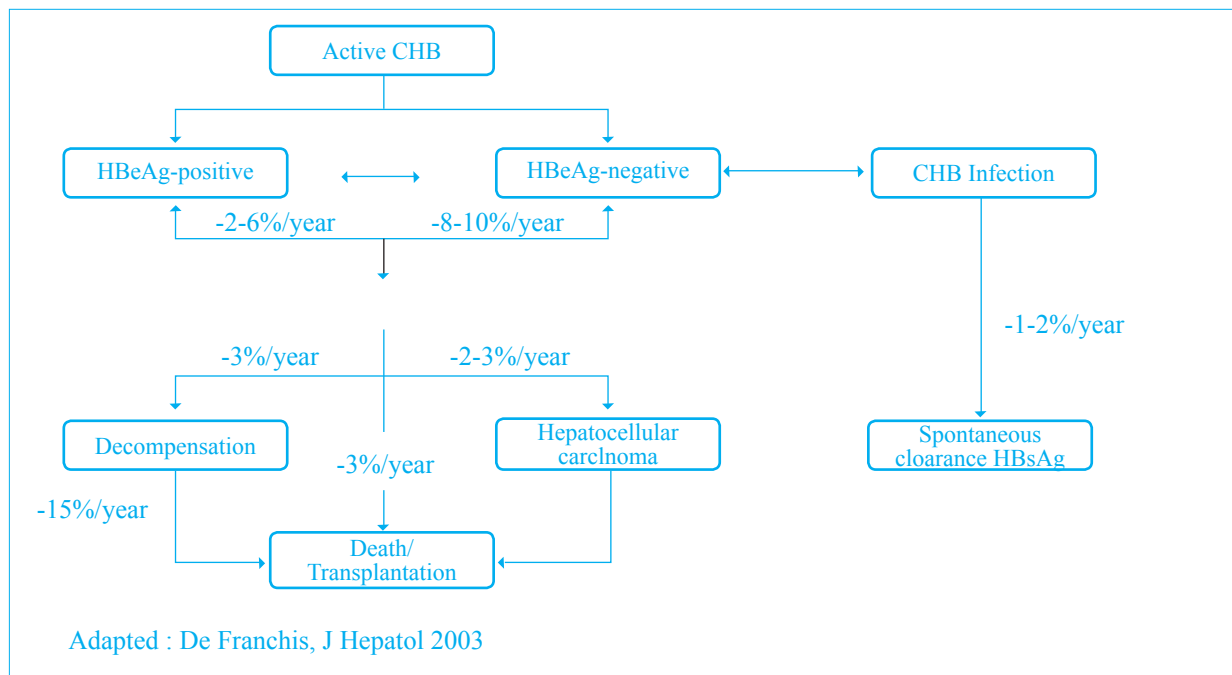 Active CHB
HBeAg-positive
HBeAg-negative
CHB Infection
-2-6%/year
-8-10%/year
-1-2%/year
-3%/year
-2-3%/year
Decompensation
Hepatocellular
carclnoma
Spontaneous
cloarance HBsAg
-3%/year
-15%/year
Death/
Transplantation
Adapted : De Franchis, J Hepatol 2003